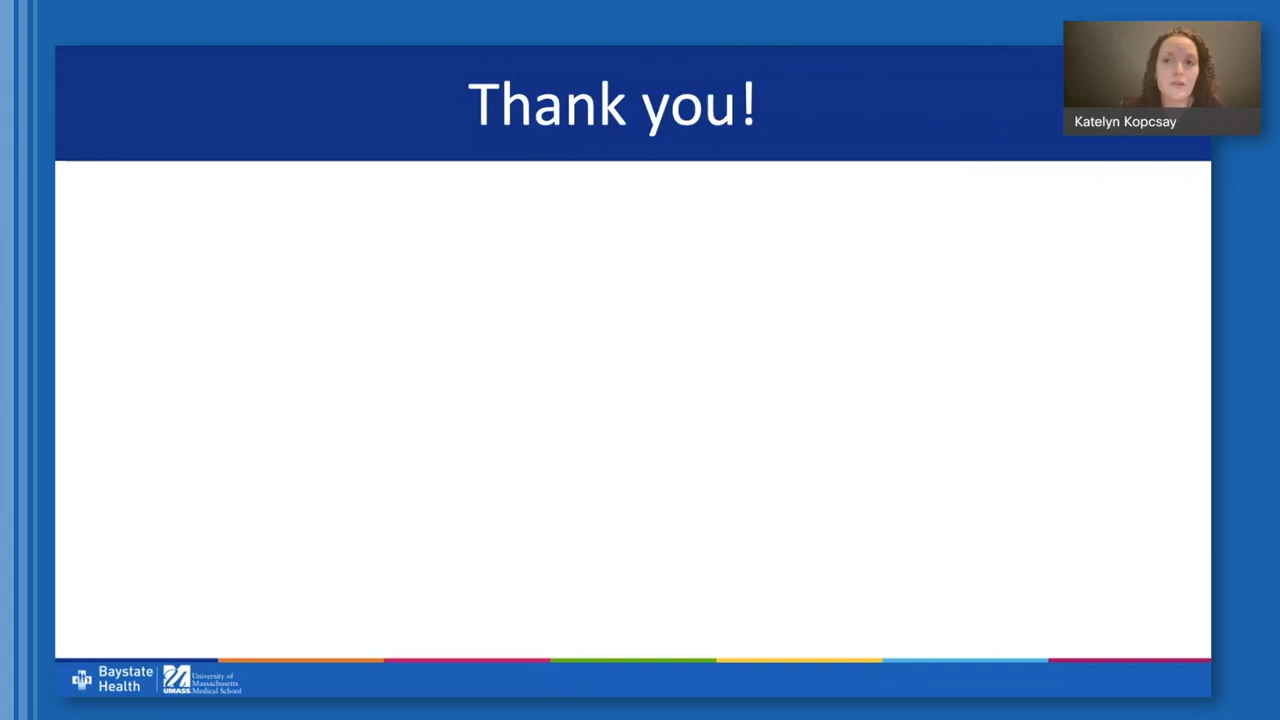 Thank you!
Katelyn Kopcsay
Baystate
Health
University of
Massachusetts
UMASS Medical School